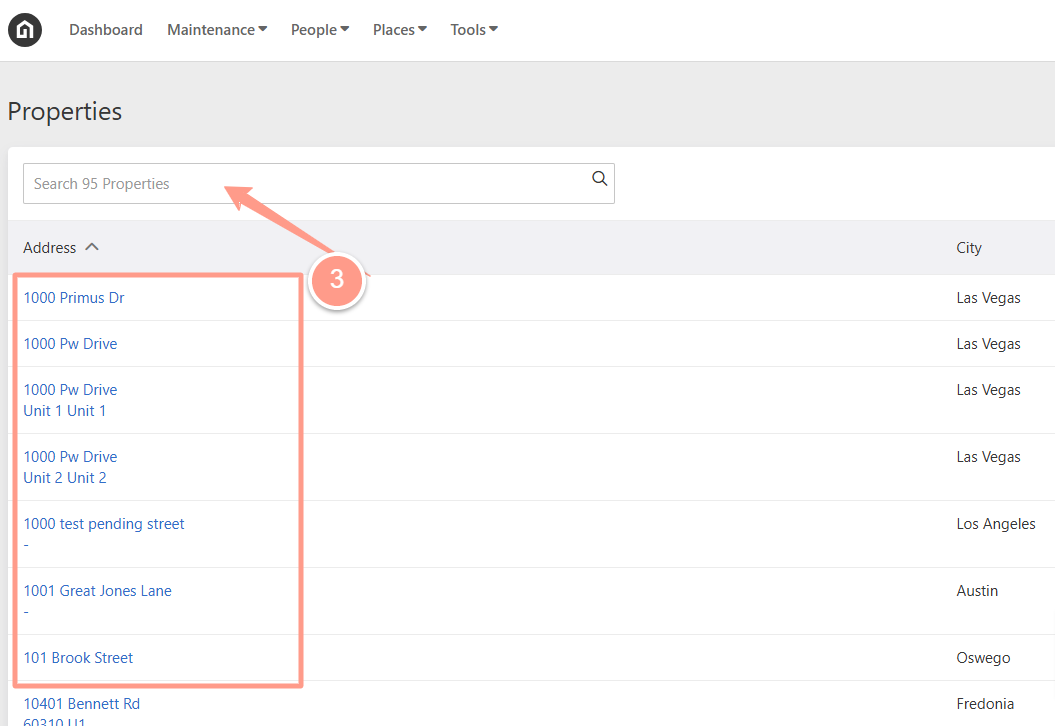 Dashboard Maintenance People Places Tools
Properties
Search 95 Properties
Address City
3
1000 Primus Dr Las Vegas
1000 Pw Drive Las Vegas
1000 Pw Drive Las Vegas
Unit 1 Unit 1
1000 Pw Drive Las Vegas
Unit 2 Unit 2
1000 test pending street Los Angeles
-
1001 Great Jones Lane Austin
-
101 Brook Street Oswego
10401 Bennett Rd Fredonia
60310 U1